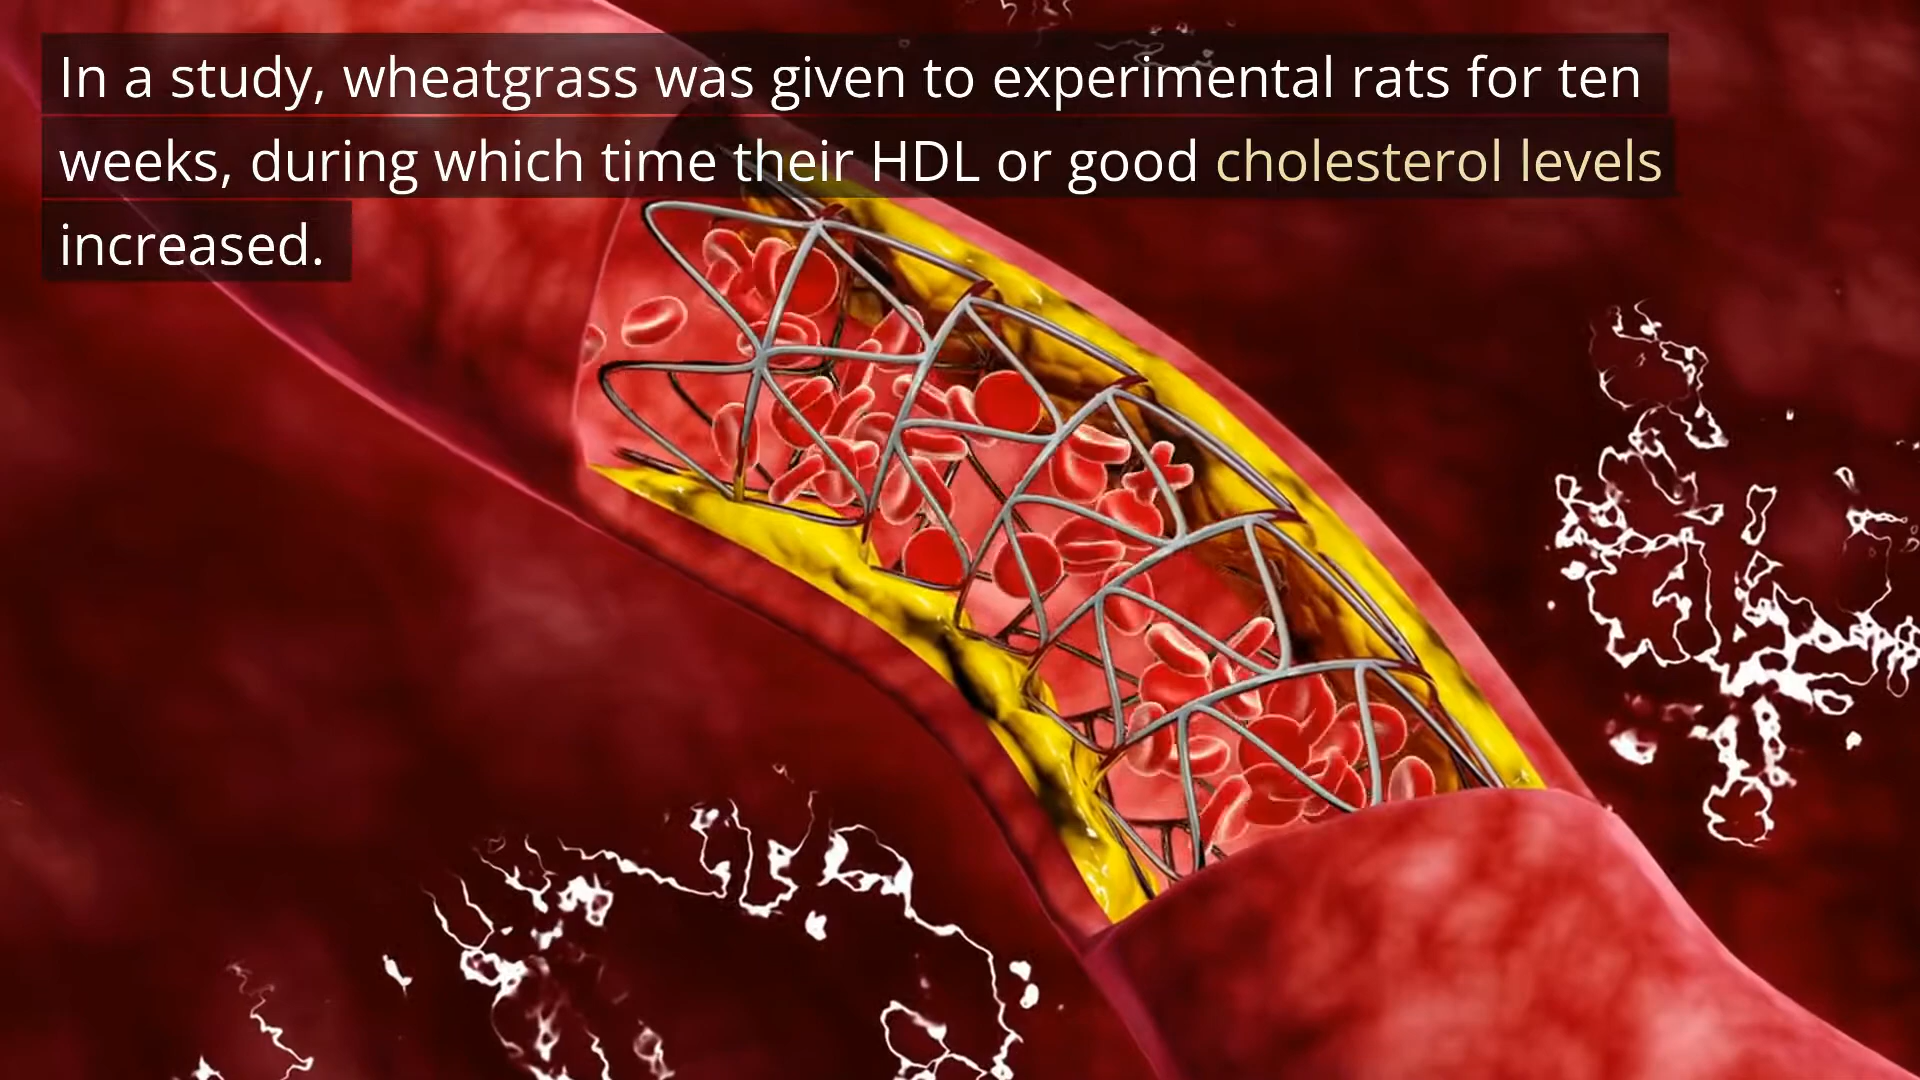 In a study, wheatgrass was given to experimental rats for ten
weeks, during which time their HDL or good cholesterol levels
increased.